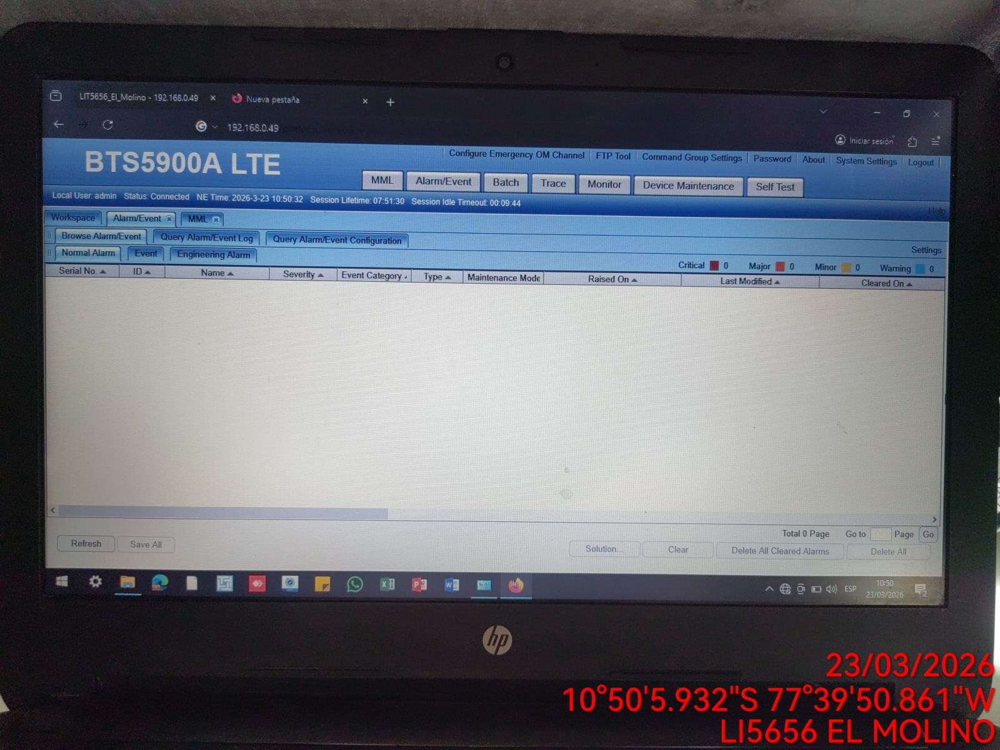 LIT5656_El_Molino - 192.168.0.49
Nueva pestaña
192.168.0.49
Iniciar sesión
BTS5900A LTE
Configure Emergency OM Channel | FTP Tool | Command Group Settings | Password | About | System Settings | Logout |
MML Alarm/Event Batch Trace Monitor Device Maintenance Self Test
Local User: admin Status: Connected NE Time: 2026-3-23 10:50:32 Session Lifetime: 07:51:30 Session Idle Timeout: 00:09:44
Help
Workspace Alarm/Event MML
Browse Alarm/Event Query Alarm/Event Log Query Alarm/Event Configuration
Settings
Normal Alarm Event Engineering Alarm
Critical 0 Major 0 Minor 0 Warning 0
Serial No. ID Name Severity Event Category Type Maintenance Mode Raised On Last Modified Cleared On
Total 0 Page Go to Page Go
Refresh Save All Solution... Clear Delete All Cleared Alarms Delete All
ESP
10:50
23/03/2026
2
hp
23/03/2026
10°50'5.932"S 77°39'50.861"W
LI5656 EL MOLINO